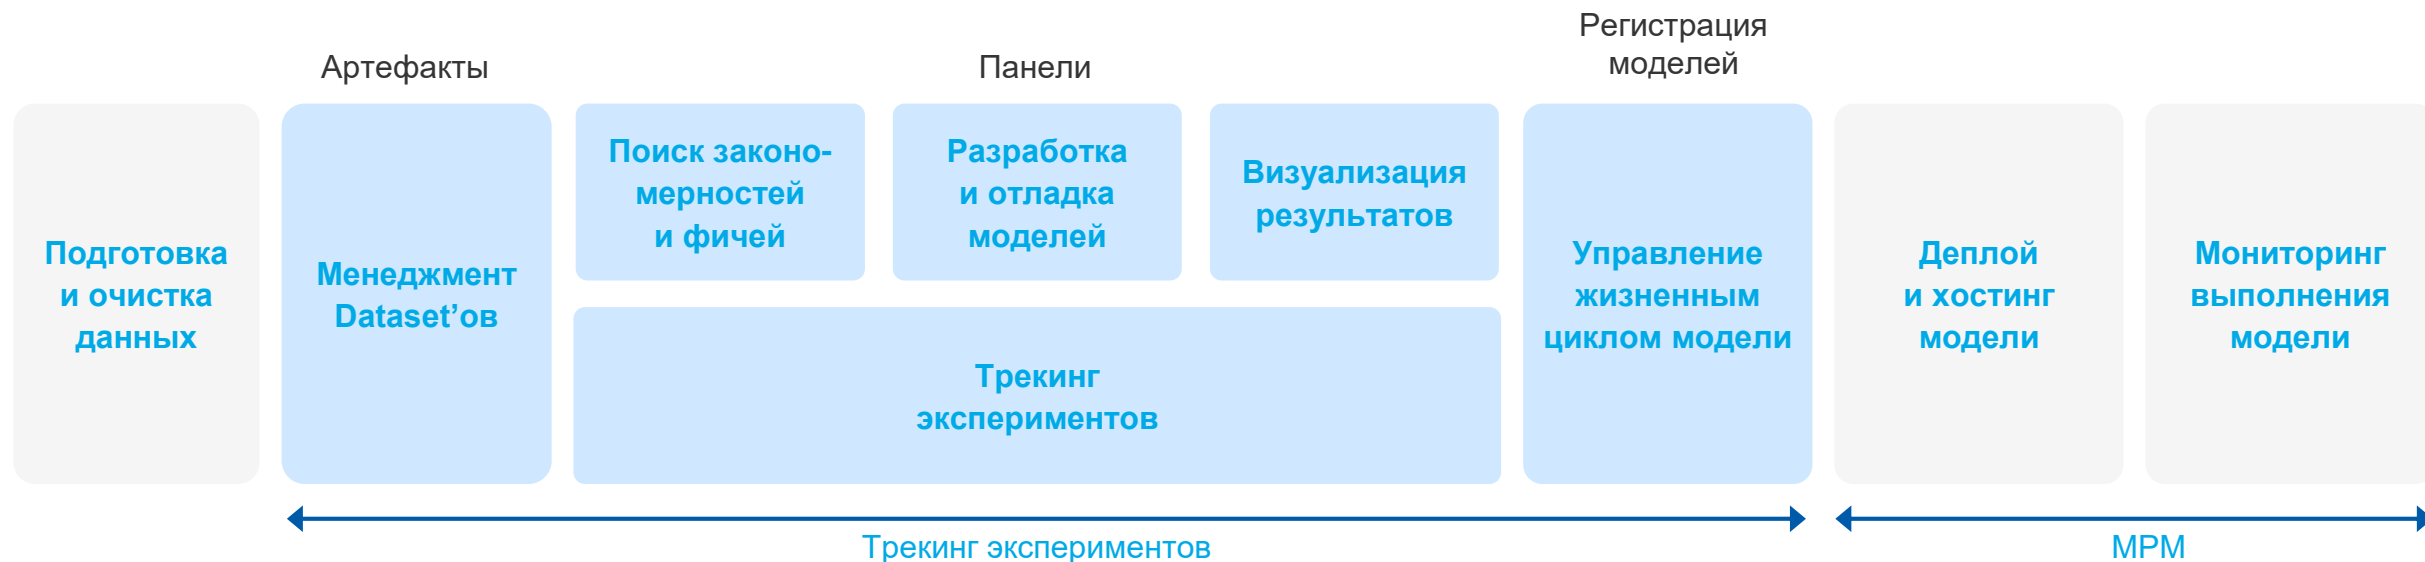 Артефакты
Панели
Регистрация
моделей
Подготовка
и очистка
данных
Менеджмент
Dataset’ов
Поиск законо-
мерностей
и фичей
Разработка
и отладка
моделей
Визуализация
результатов
Трекинг
экспериментов
Управление
жизненным
циклом модели
Деплой
и хостинг
модели
Мониторинг
выполнения
модели
Трекинг экспериментов
МРМ